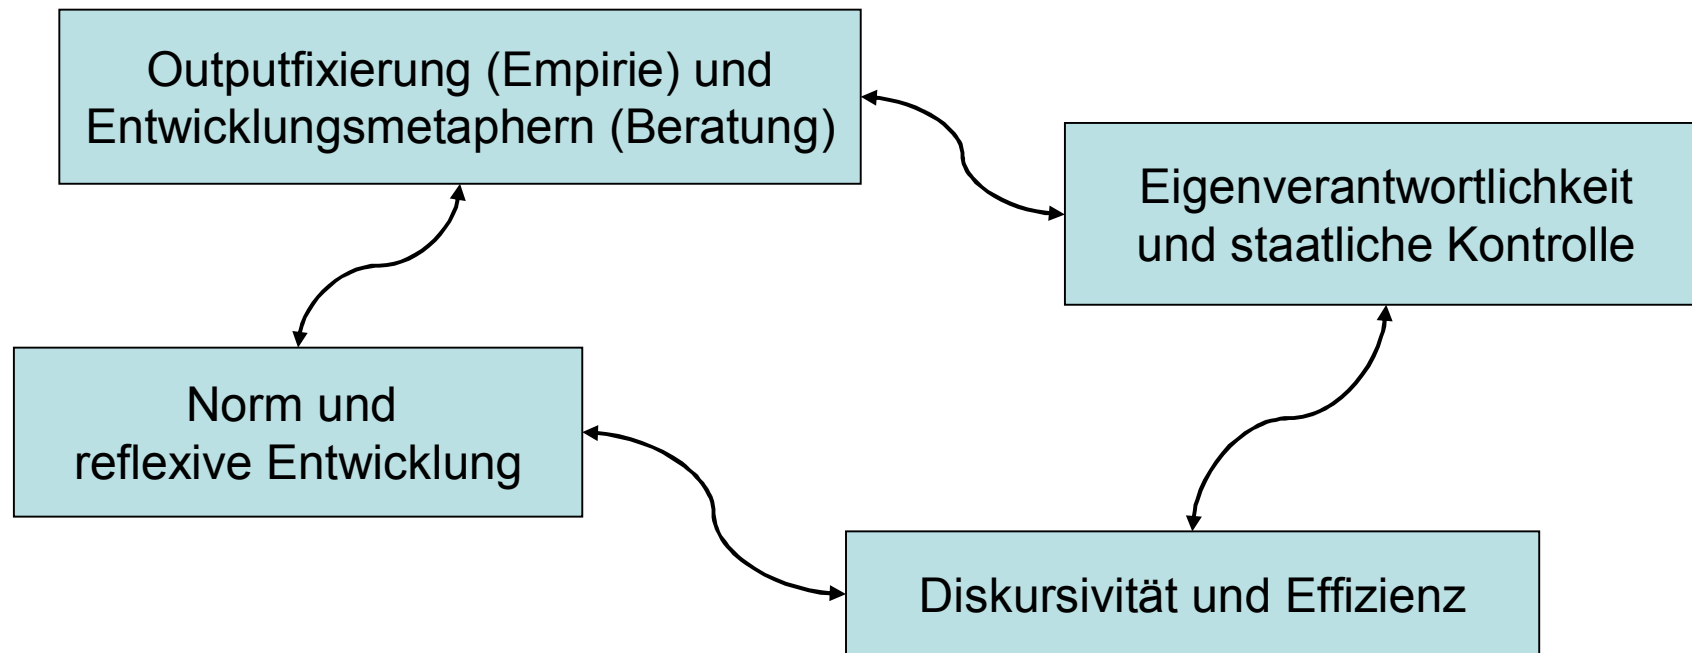 Outputfixierung (Empirie) und
Entwicklungsmetaphern (Beratung)
Eigenverantwortlichkeit
und staatliche Kontrolle
Norm und
reflexive Entwicklung
Diskursivität und Effizienz